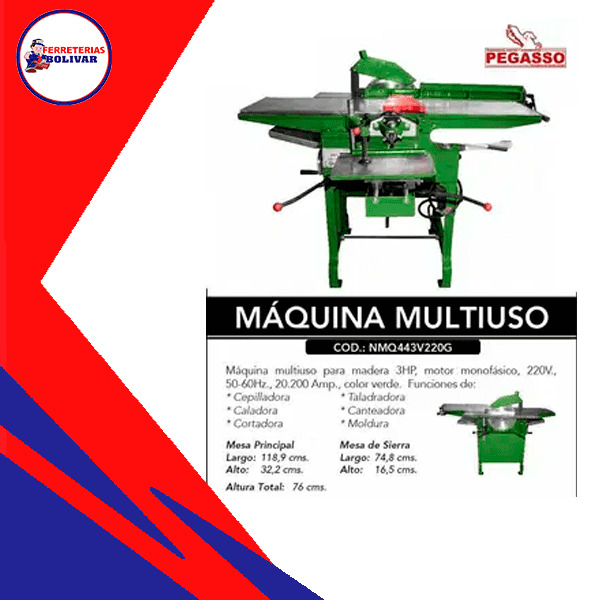 FERRETERIAS
BOLIVAR
PEGASSO
MÁQUINA MULTIUSO
COD.: NMQ443V220G
Máquina multiuso para madera 3HP, motor monofásico, 220V.,
50-60Hz., 20.200 Amp., color verde. Funciones de:
* Cepilladora
* Caladora
* Cortadora
* Taladradora
* Canteadora
* Moldura
Mesa Principal
Largo: 118,9 cms.
Alto: 32,2 cms.
Mesa de Sierra
Largo: 74,8 cms.
Alto: 16,5 cms.
Altura Total: 76 cms.